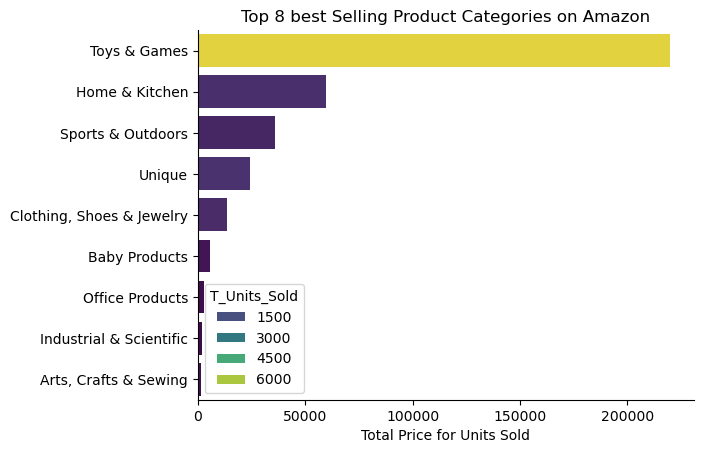 Top 8 best Selling Product Categories on Amazon
Toys & Games
Home & Kitchen
Sports & Outdoors
Unique
Clothing, Shoes & Jewelry
Baby Products
Office Products
Industrial & Scientific
Arts, Crafts & Sewing
T_Units_Sold
1500
3000
4500
6000
0 50000 100000 150000 200000
Total Price for Units Sold